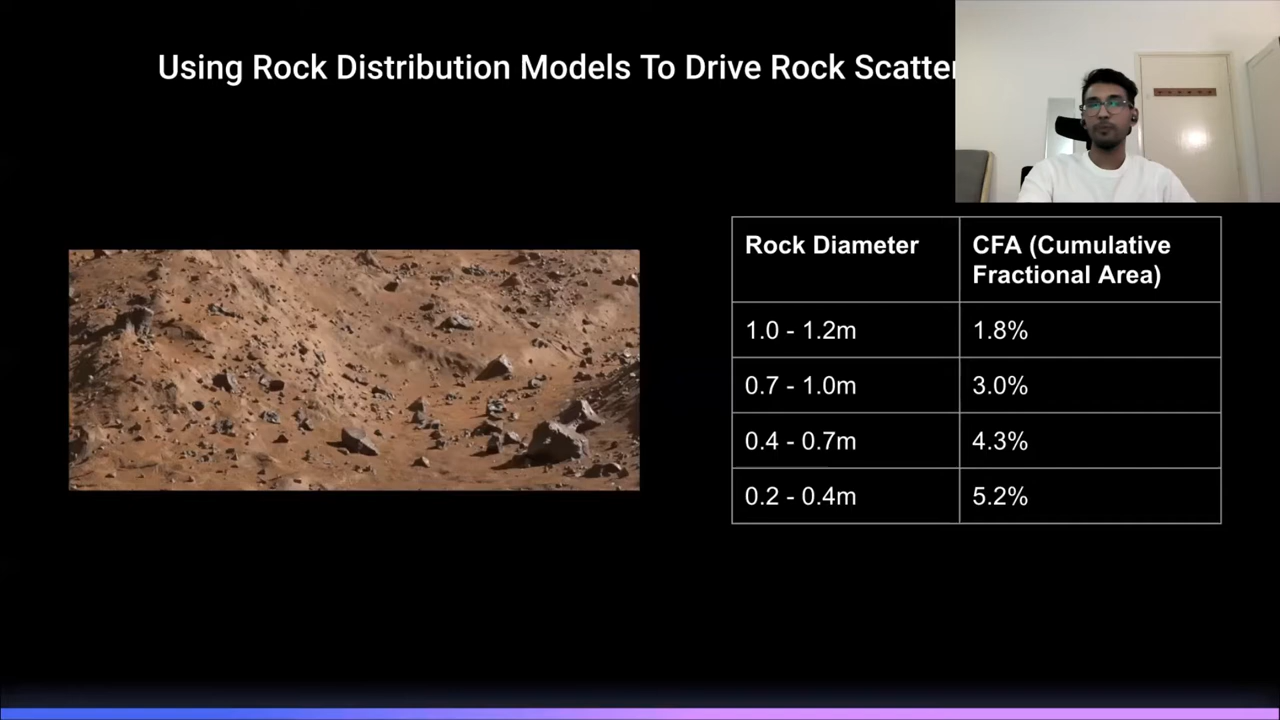 Using Rock Distribution Models To Drive Rock
Rock Diameter
CFA (Cumulative
Fractional Area)
1.0 - 1.2m
1.8%
0.7 - 1.0m
3.0%
0.4 - 0.7m
4.3%
0.2 - 0.4m
5.2%